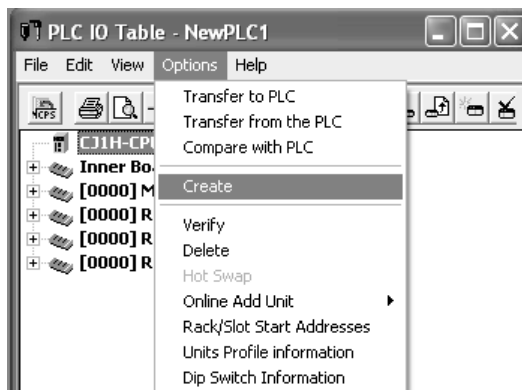 PLC IO Table - NewPLC1
File Edit View Options Help
NCPS
Transfer to PLC
Transfer from the PLC
Compare with PLC
CJ1H-CPU
Create
Inner Bo
[0000] M
[0000] R
[0000] R
[0000] R
Verify
Delete
Hot Swap
Online Add Unit
Rack/Slot Start Addresses
Units Profile information
Dip Switch Information